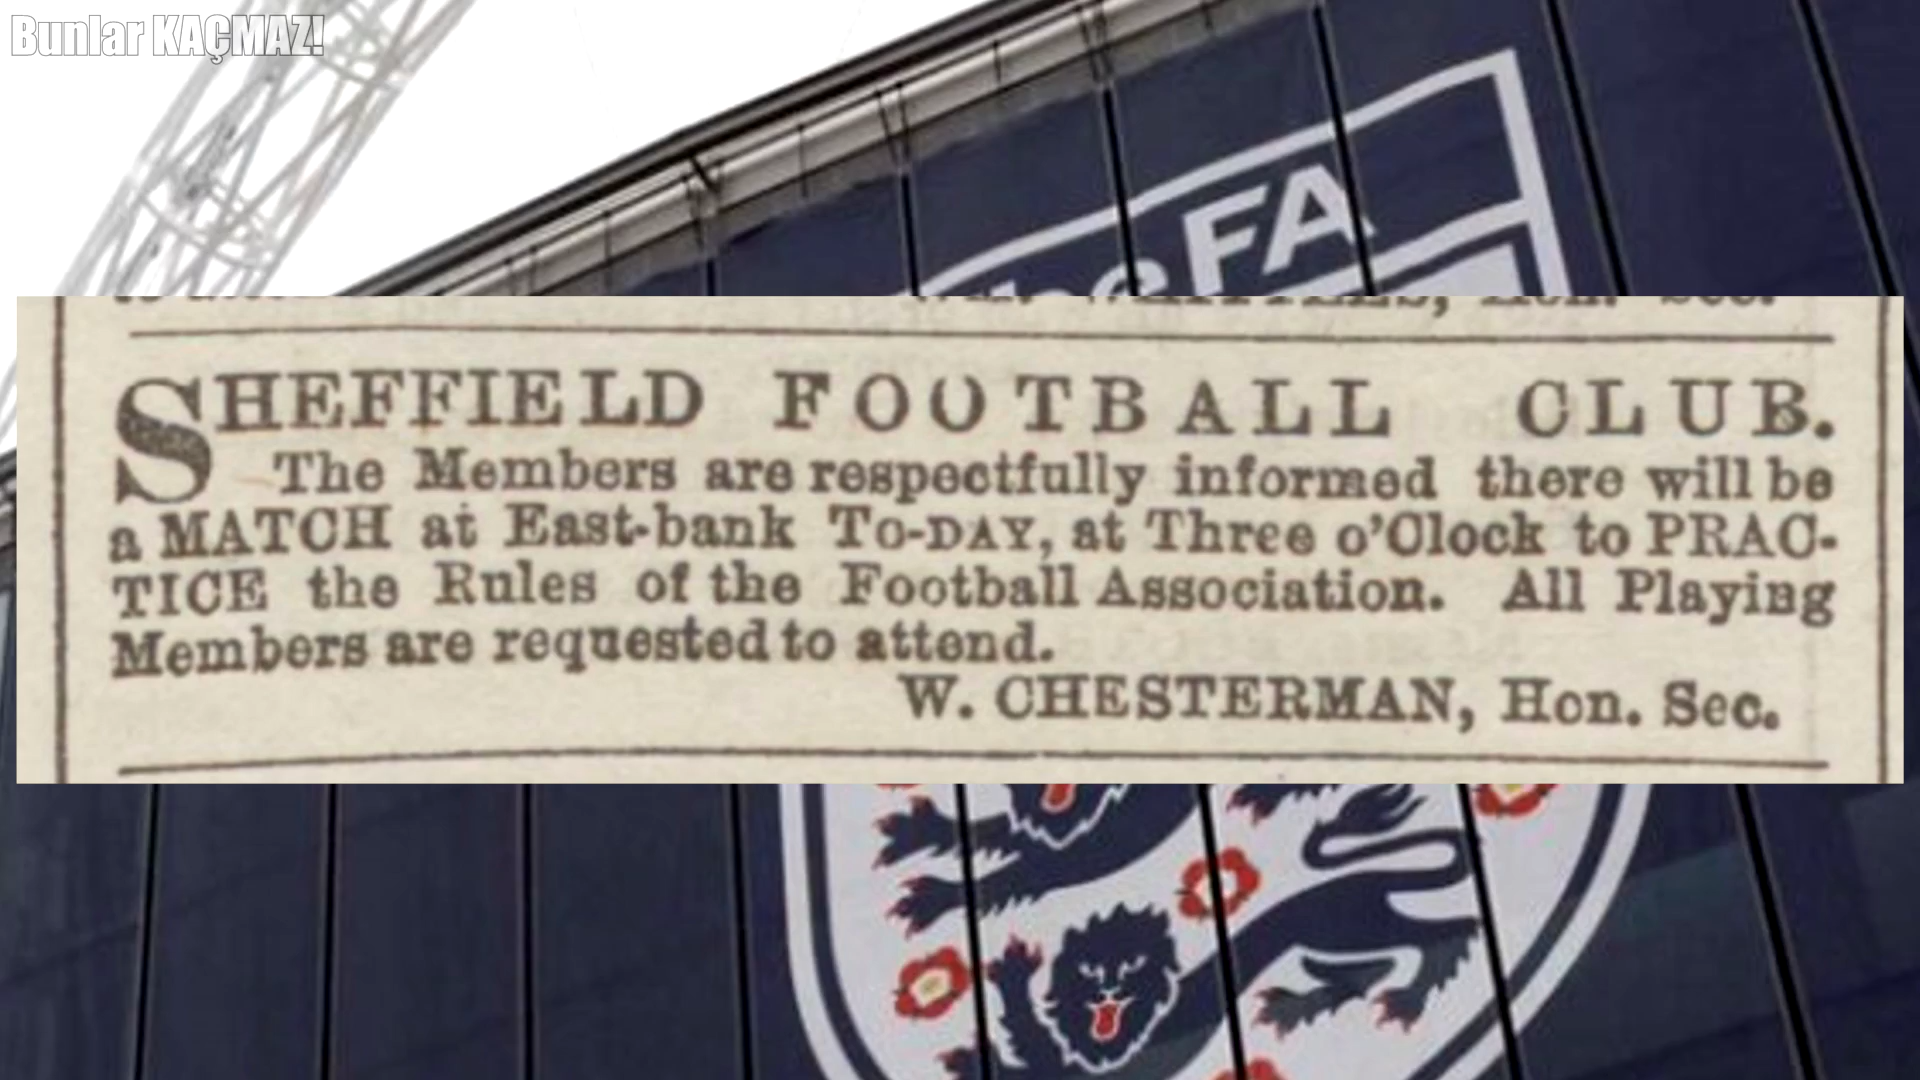 Bunlar KAÇMAZ!
FA
SHEFFIELD FOOTBALL CLUB.
The Members are respectfully informed there will be
a MATCH at East-bank TO-DAY, at Three o'Clock to PRAC-
TICE the Rules of the Football Association. All Playing
Members are requested to attend.
W. CHESTERMAN, Hon. Sec.